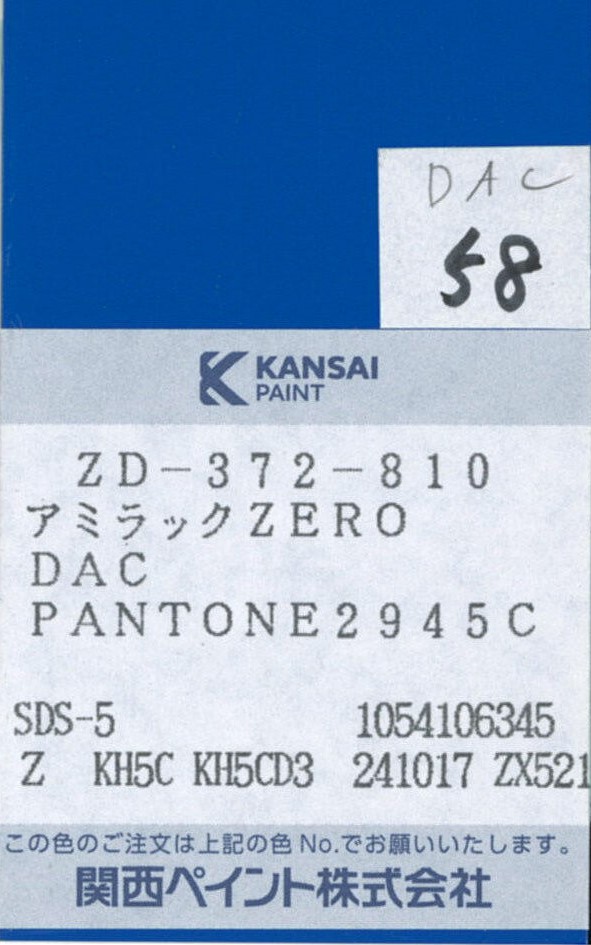 DAC
58
KANSAI
PAINT
ZD-372-810
アミラックZERO
DAC
PANTONE2945C
SDS-5 1054106345
Z KH5C KH5CD3 241017 ZX521
この色のご注文は上記の色No.でお願いいたします。
関西ペイント株式会社